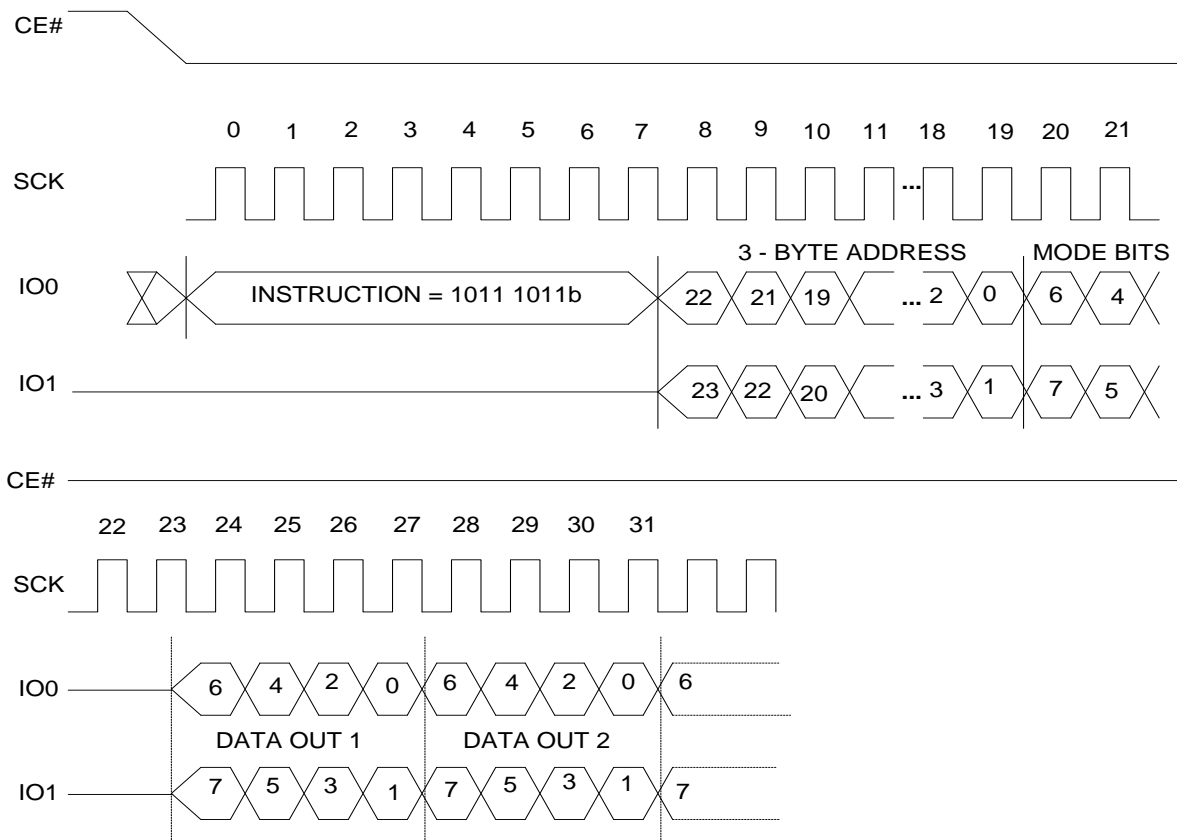 CE#
0 1 2 3 4 5 6 7 8 9 10 11 18 19 20 21
SCK
...
3 - BYTE ADDRESS MODE BITS
IO0 INSTRUCTION = 1011 1011b 22 21 19 ... 2 0 6 4
IO1 23 22 20 ... 3 1 7 5
CE#
22 23 24 25 26 27 28 29 30 31
SCK
IO0 6 4 2 0 6 4 2 0 6
DATA OUT 1 DATA OUT 2
IO1 7 5 3 1 7 5 3 1 7